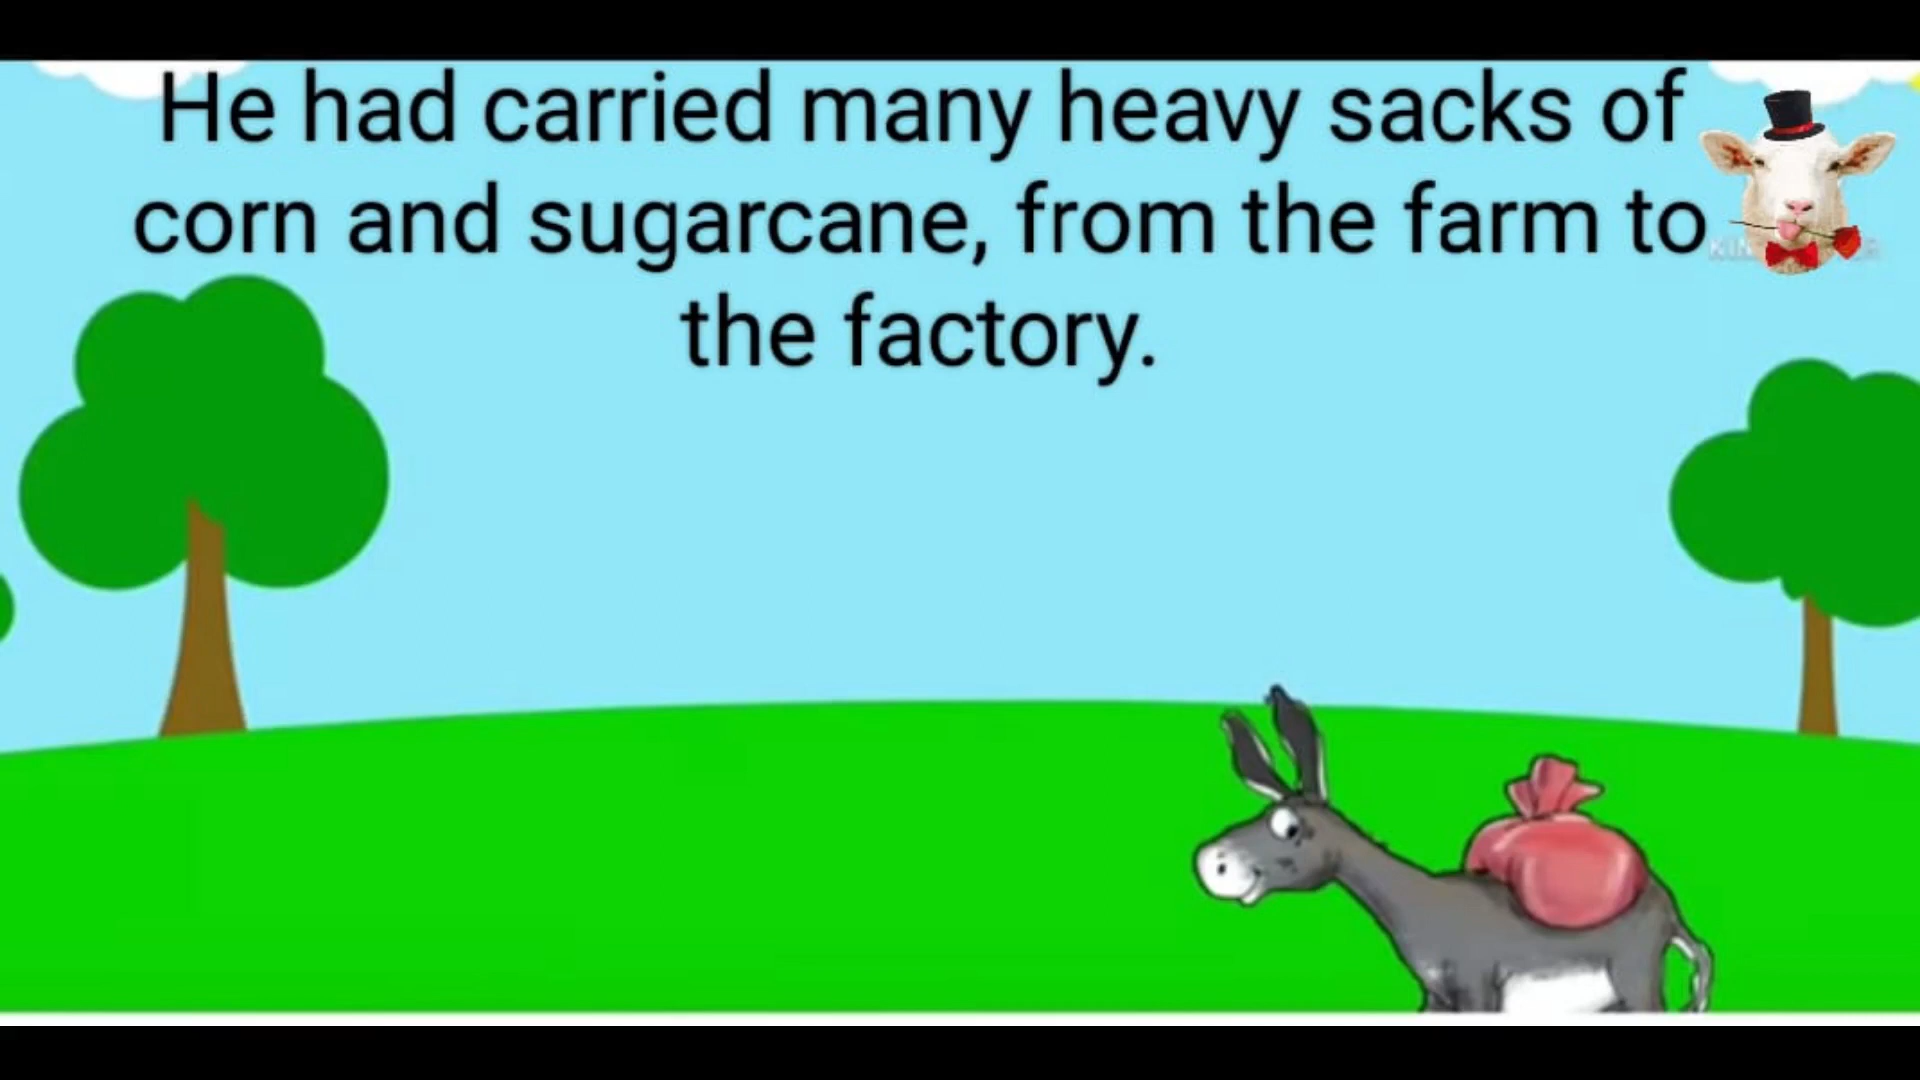 He had carried many heavy sacks of
corn and sugarcane, from the farm to
the factory.